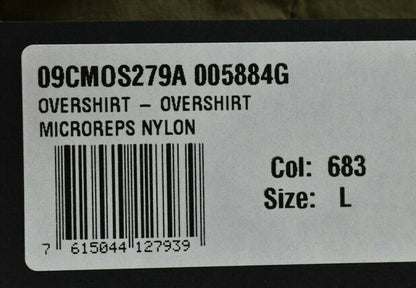 09CMOS279A 005884G
OVERSHIRT – OVERSHIRT
MICROREPS NYLON
Col: 683
Size: L
7 615044 127939